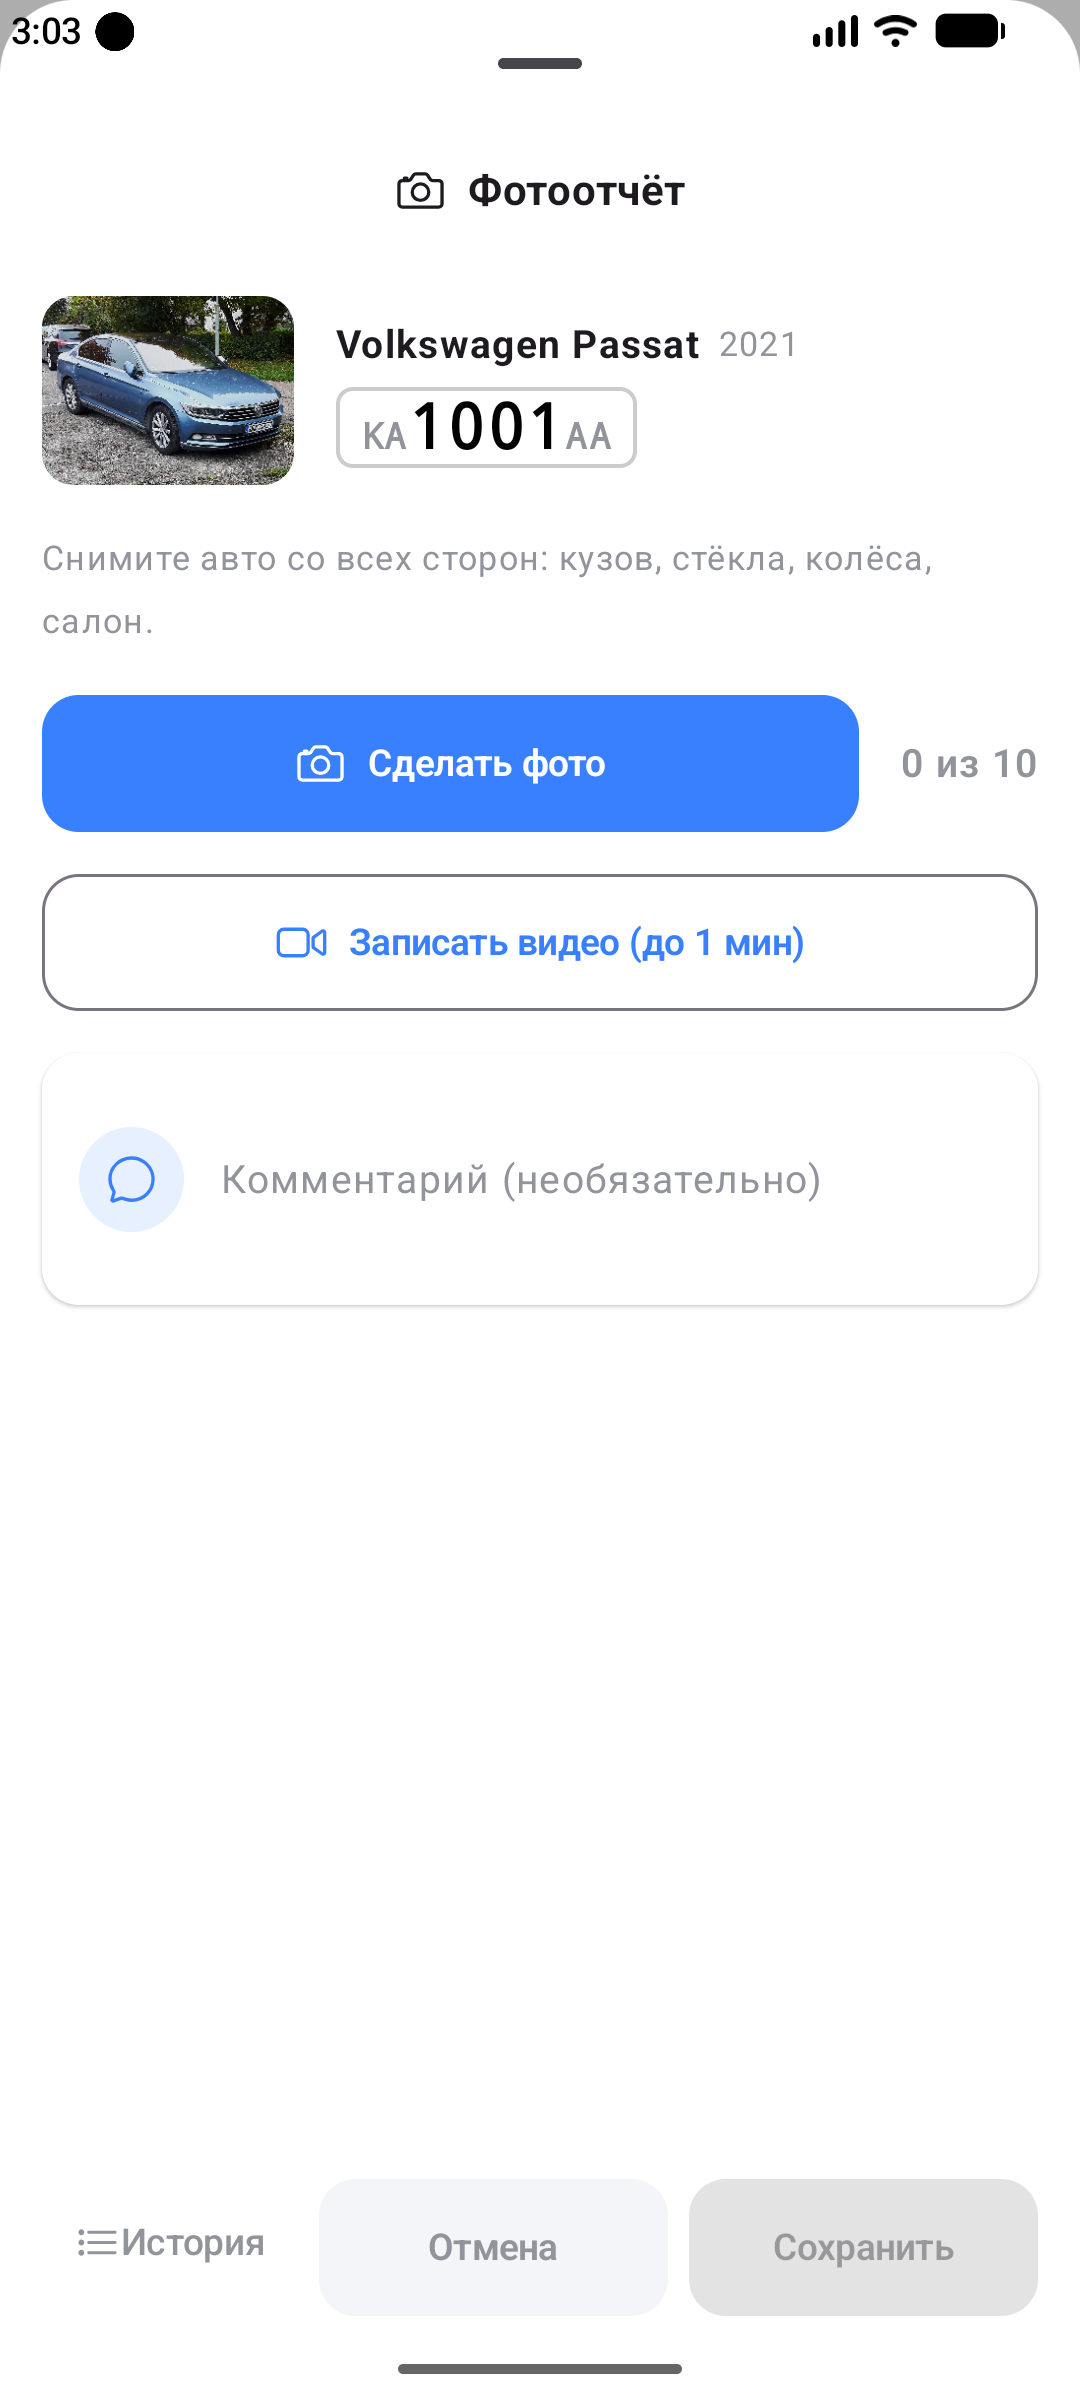 3:03
Фотоотчёт
Volkswagen Passat 2021
KA 1001 AA
Снимите авто со всех сторон: кузов, стёкла, колёса,
салон.
Сделать фото
0 из 10
Записать видео (до 1 мин)
Комментарий (необязательно)
История
Отмена
Сохранить